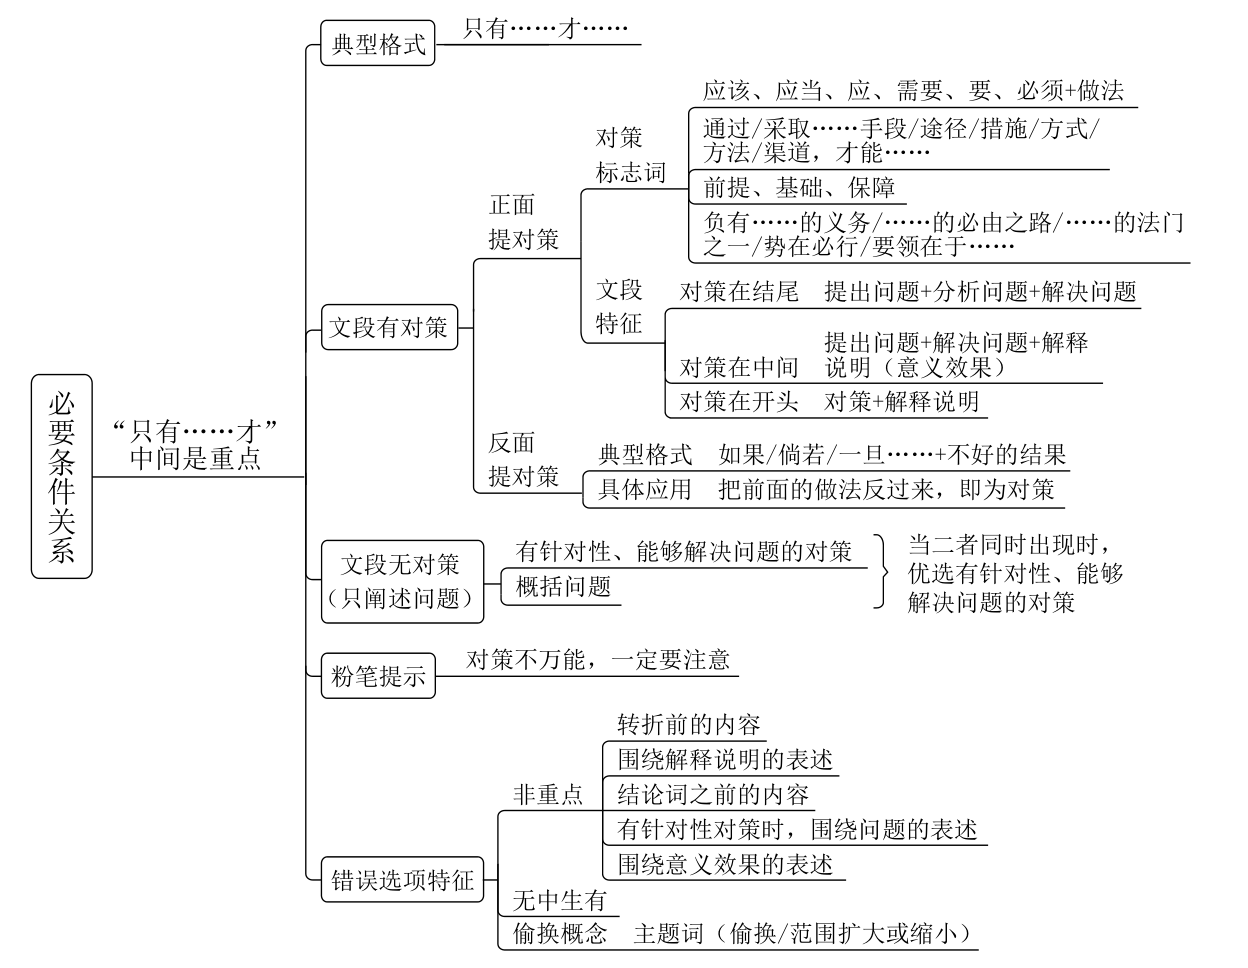 必要条件关系
“只有……才”
中间是重点
典型格式
只有……才……
文段有对策
正面
提对策
对策
标志词
应该、应当、应、需要、要、必须+做法
通过/采取……手段/途径/措施/方式/
方法/渠道，才能……
前提、基础、保障
负有……的义务/……的必由之路/……的法门
之一/势在必行/要领在于……
文段
特征
对策在结尾 提出问题+分析问题+解决问题
对策在中间 提出问题+解决问题+解释
说明（意义效果）
对策在开头 对策+解释说明
反面
提对策
典型格式 如果/倘若/一旦……+不好的结果
具体应用 把前面的做法反过来，即为对策
文段无对策
（只阐述问题）
有针对性、能够解决问题的对策
概括问题
当二者同时出现时，
优选有针对性、能够
解决问题的对策
粉笔提示
对策不万能，一定要注意
错误选项特征
非重点
转折前的内容
围绕解释说明的表述
结论词之前的内容
有针对性对策时，围绕问题的表述
围绕意义效果的表述
无中生有
偷换概念 主题词（偷换/范围扩大或缩小）